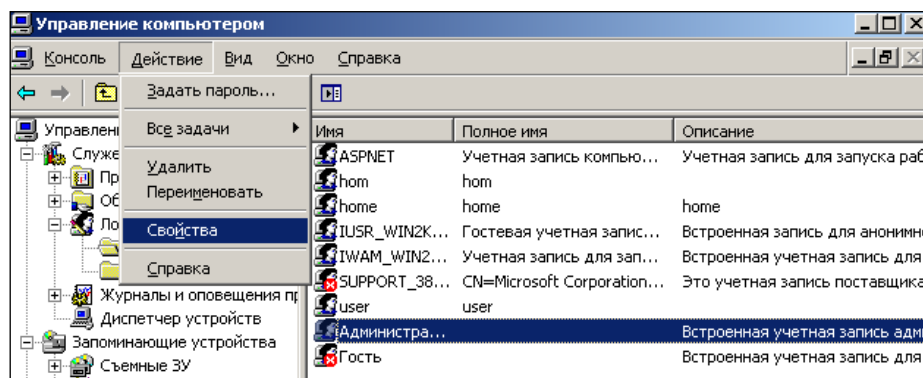 Управление компьютером
Консоль Действие Вид Окно Справка
Задать пароль...
Все задачи
Удалить
Переименовать
Свойства
Справка
Управлени
Служе
Пр
Об
Ло
Журналы и оповещения пр
Диспетчер устройств
Запоминающие устройства
Съемные ЗУ
Имя Полное имя Описание
ASPNET Учетная запись компью... Учетная запись для запуска раб
hom hom
home home home
IUSR_WIN2K... Гостевая учетная запис... Встроенная запись для анонимн
IWAM_WIN2... Учетная запись для зап... Встроенная учетная запись для
SUPPORT_38... CN=Microsoft Corporation... Это учетная запись поставщика
user user
Администра... Встроенная учетная запись адм
Гость Встроенная учетная запись для